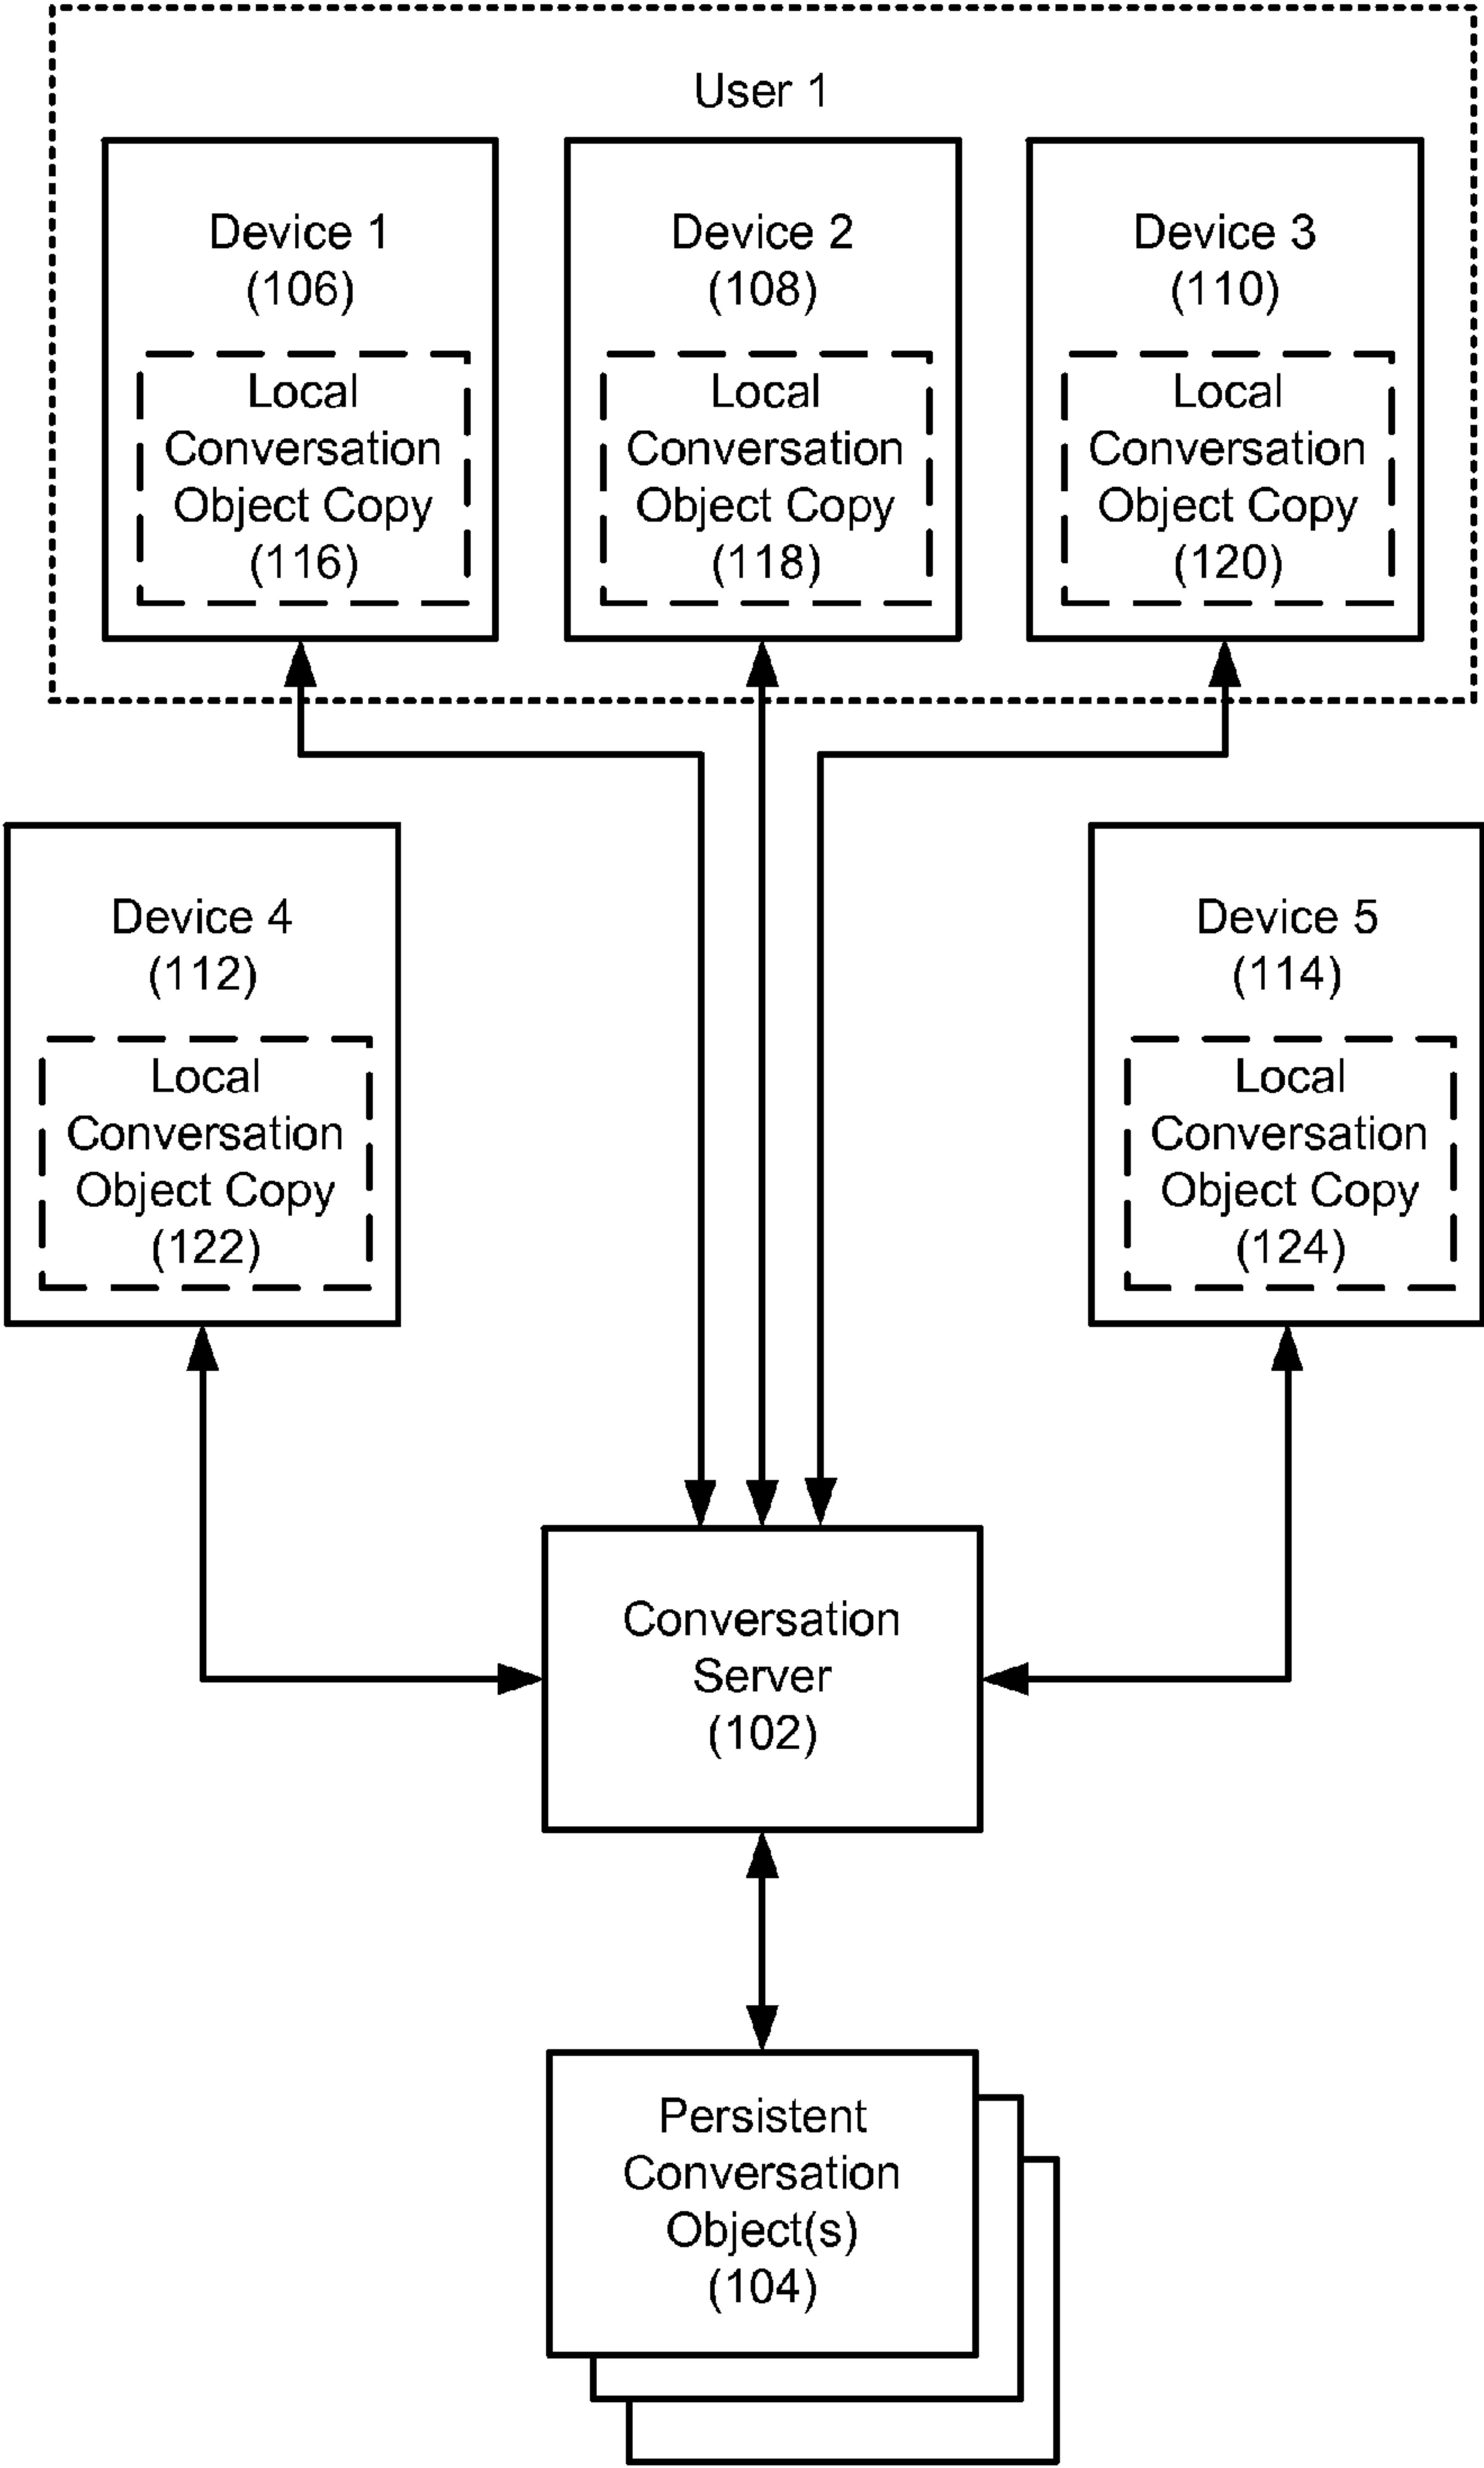 User 1
Device 1
(106)
Local
Conversation
Object Copy
(116)
Device 2
(108)
Local
Conversation
Object Copy
(118)
Device 3
(110)
Local
Conversation
Object Copy
(120)
Device 4
(112)
Local
Conversation
Object Copy
(122)
Device 5
(114)
Local
Conversation
Object Copy
(124)
Conversation
Server
(102)
Persistent
Conversation
Object(s)
(104)